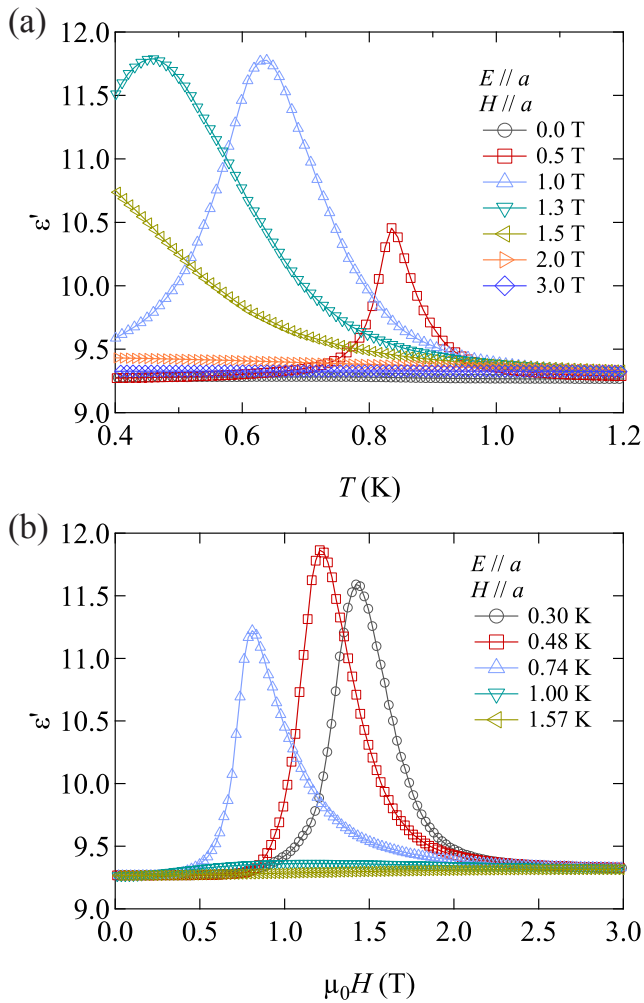 (a)
12.0
11.5
11.0
10.5
10.0
9.5
9.0
ε'
E // a
H // a
0.0 T
0.5 T
1.0 T
1.3 T
1.5 T
2.0 T
3.0 T
0.4 0.6 0.8 1.0 1.2
T (K)
(b)
12.0
11.5
11.0
10.5
10.0
9.5
9.0
ε'
E // a
H // a
0.30 K
0.48 K
0.74 K
1.00 K
1.57 K
0.0 0.5 1.0 1.5 2.0 2.5 3.0
μ₀H (T)